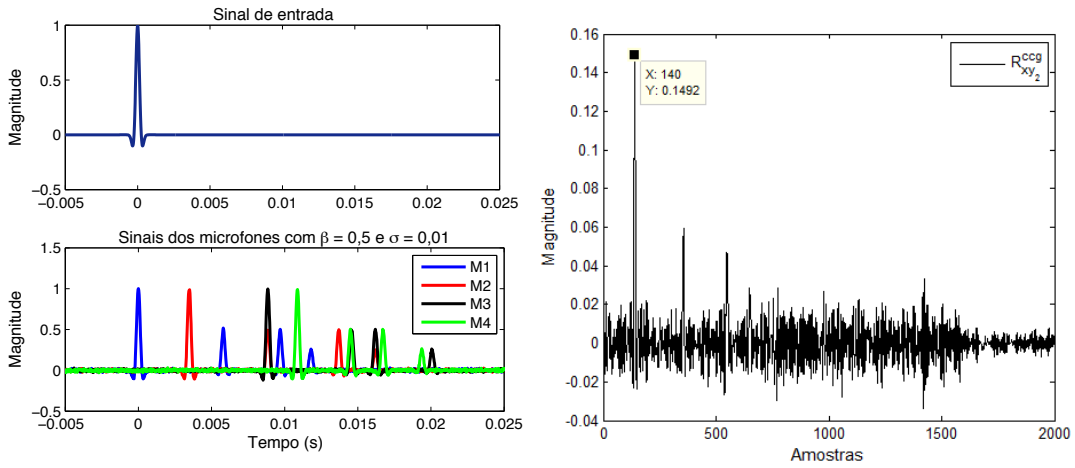 Sinal de entrada
Magnitude
1
0.5
0
−0.5
−0.005 0 0.005 0.01 0.015 0.02 0.025
Sinais dos microfones com β = 0,5 e σ = 0,01
Magnitude
1.5
1
0.5
0
−0.5
M1
M2
M3
M4
−0.005 0 0.005 0.01 0.015 0.02 0.025
Tempo (s)
Magnitude
0.16
0.14
0.12
0.1
0.08
0.06
0.04
0.02
0
-0.02
-0.04
X: 140
Y: 0.1492
R_{xy_2}^{ccg}
0 500 1000 1500 2000
Amostras